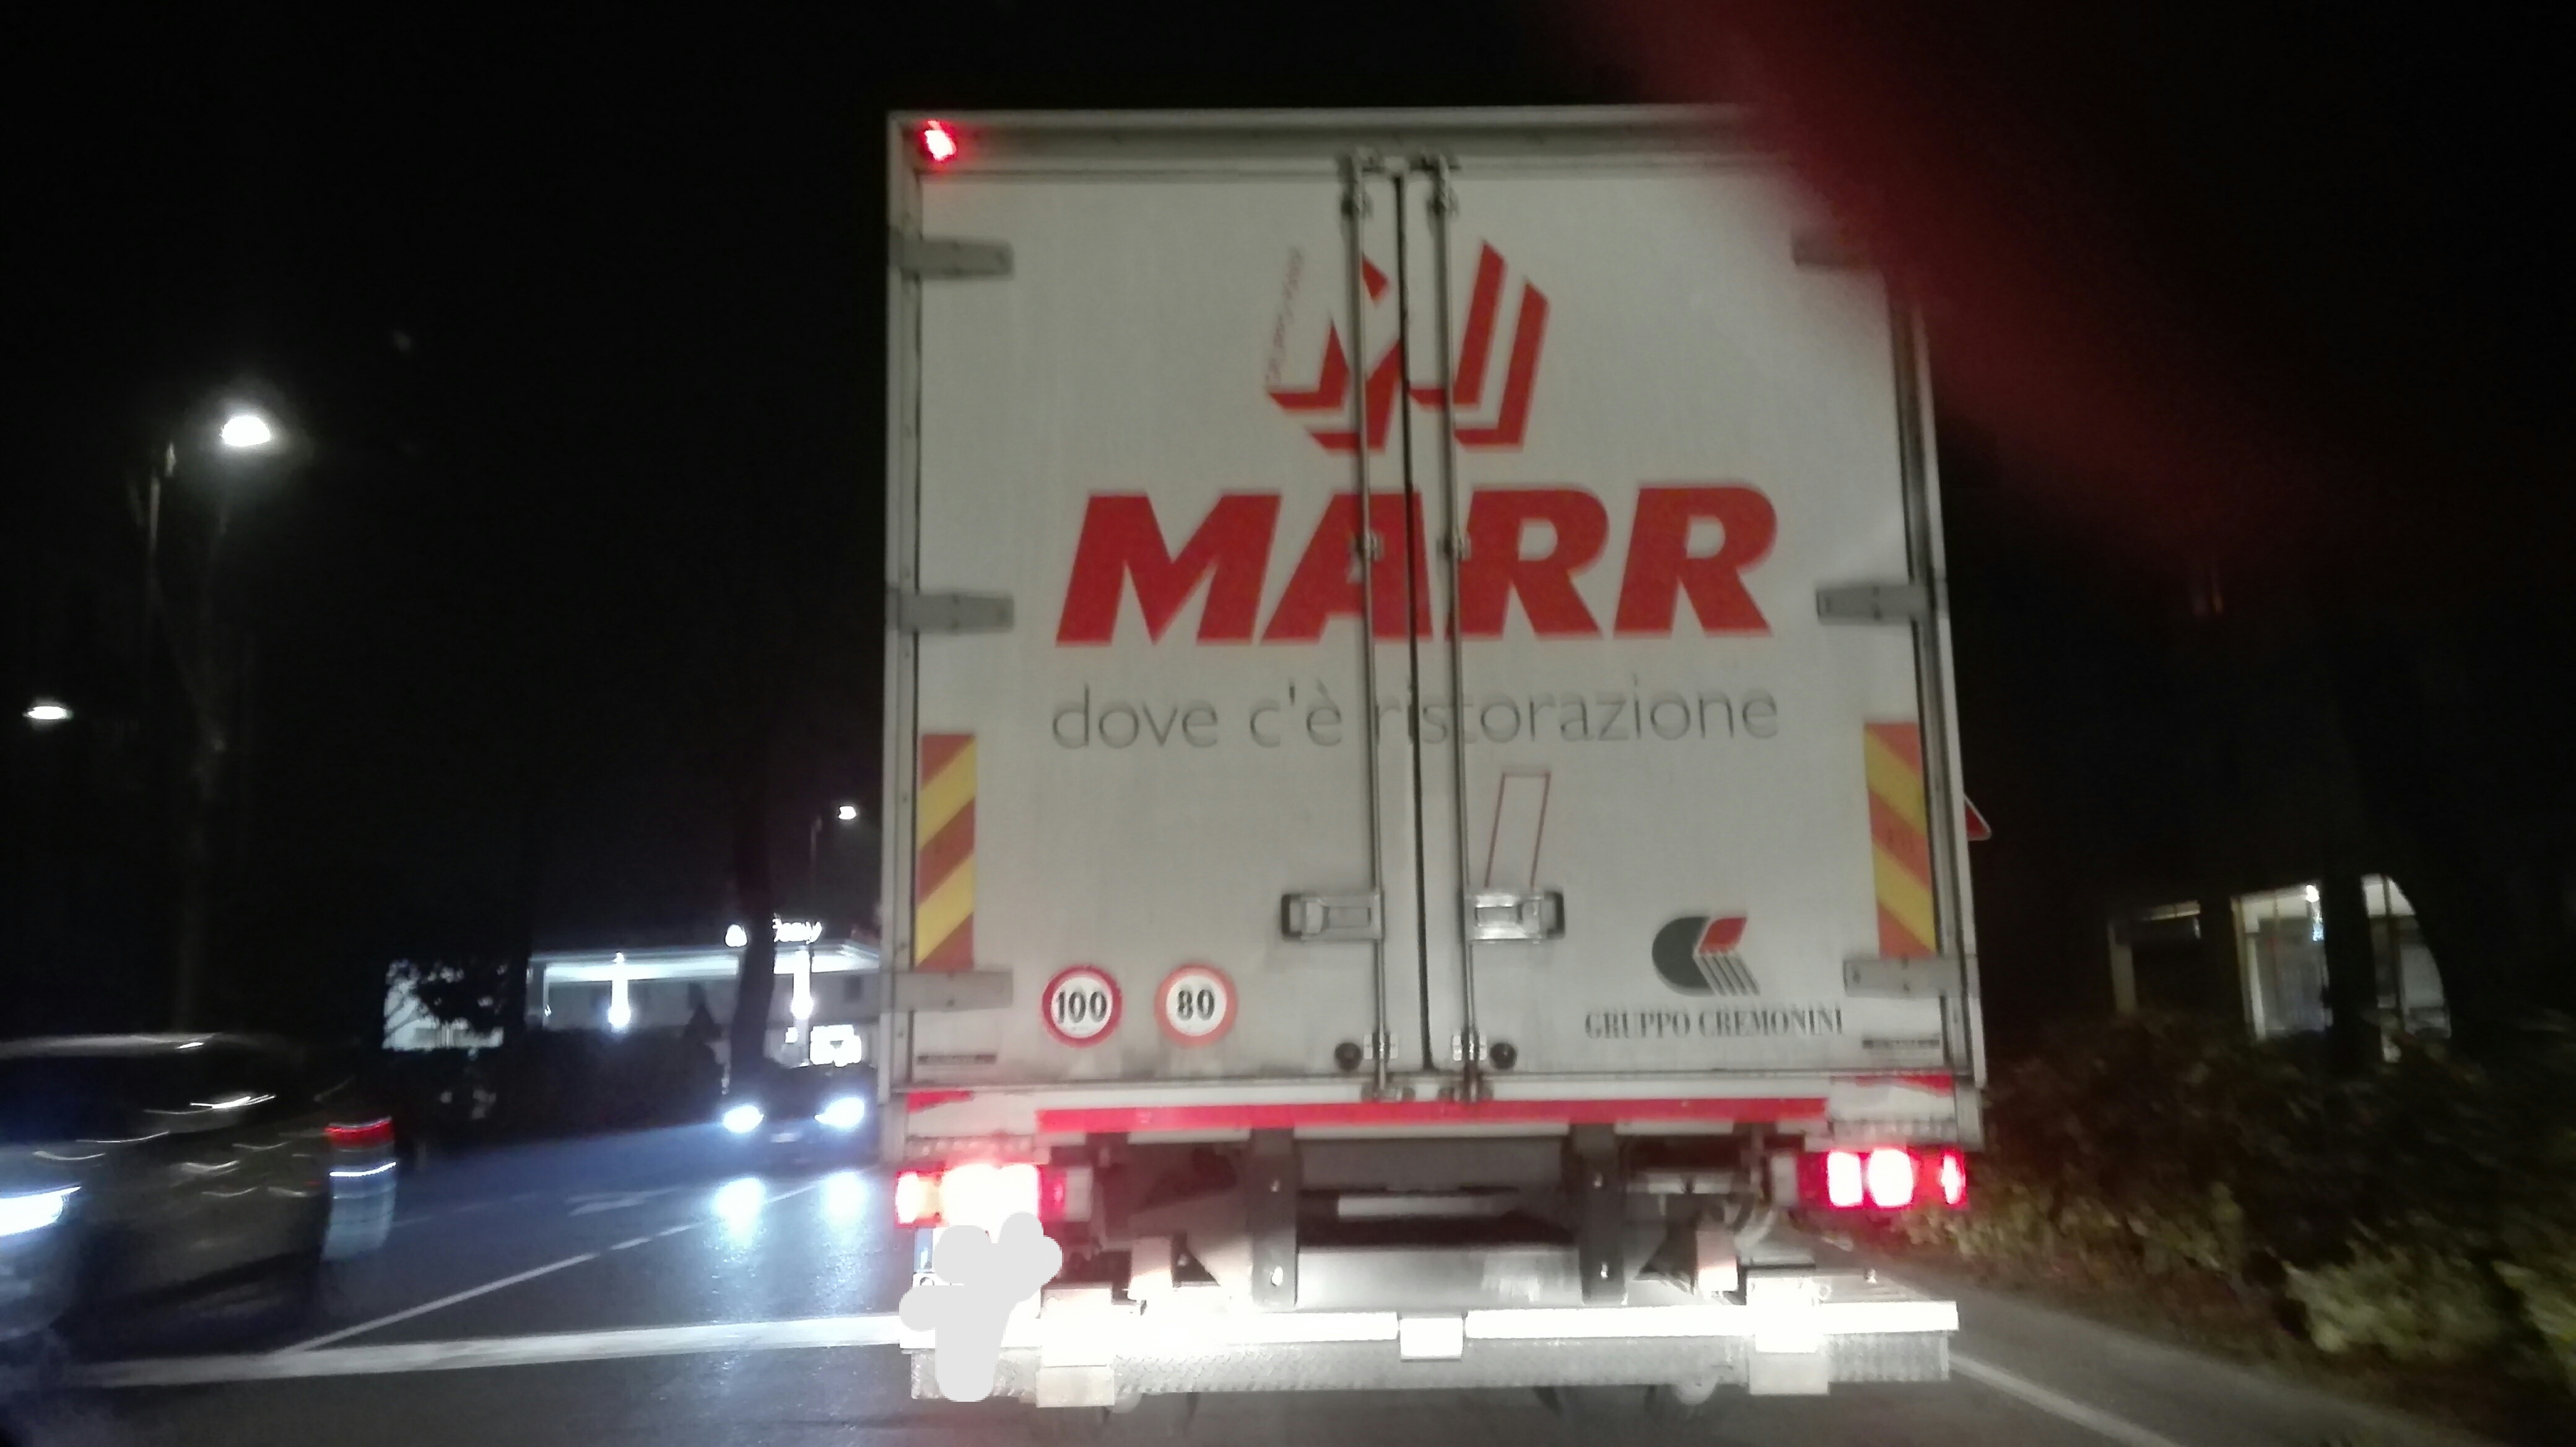 MARR
dove c'è ristorazione
100 80
GRUPPO CREMONINI